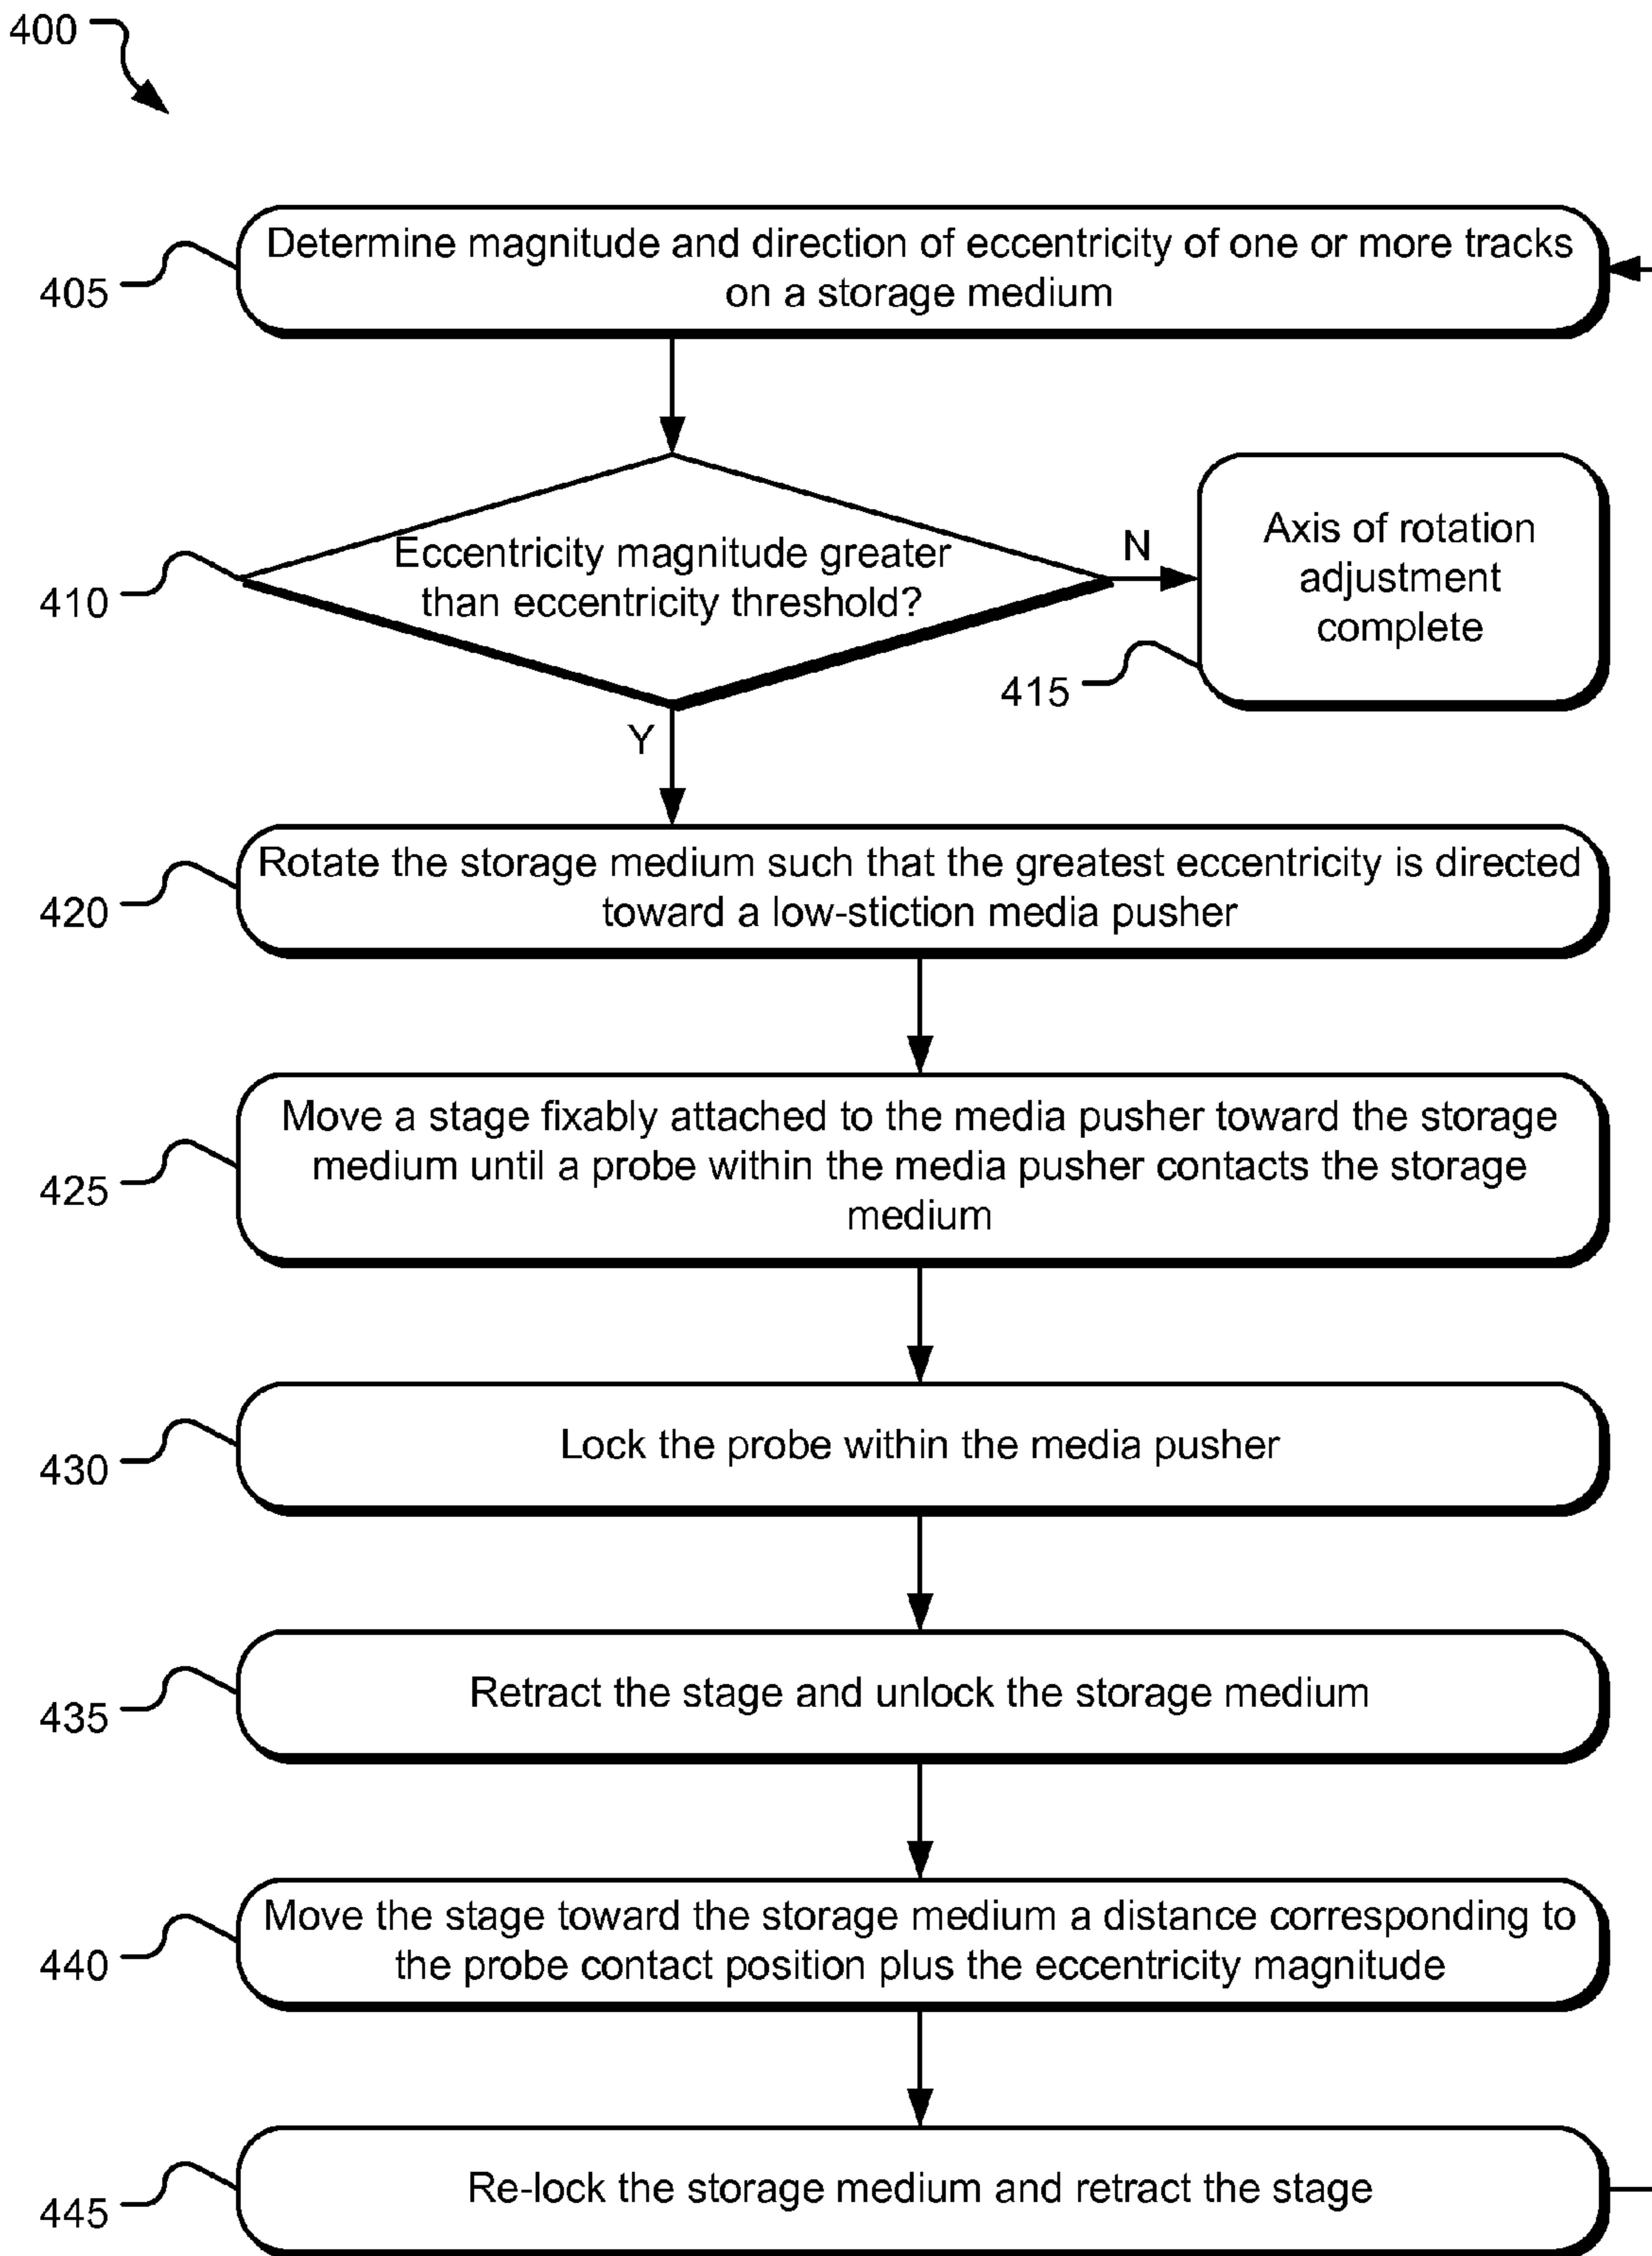 400
405
Determine magnitude and direction of eccentricity of one or more tracks
on a storage medium
410
Eccentricity magnitude greater
than eccentricity threshold?
N
Axis of rotation
adjustment
complete
415
Y
420
Rotate the storage medium such that the greatest eccentricity is directed
toward a low-stiction media pusher
425
Move a stage fixably attached to the media pusher toward the storage
medium until a probe within the media pusher contacts the storage
medium
430
Lock the probe within the media pusher
435
Retract the stage and unlock the storage medium
440
Move the stage toward the storage medium a distance corresponding to
the probe contact position plus the eccentricity magnitude
445
Re-lock the storage medium and retract the stage